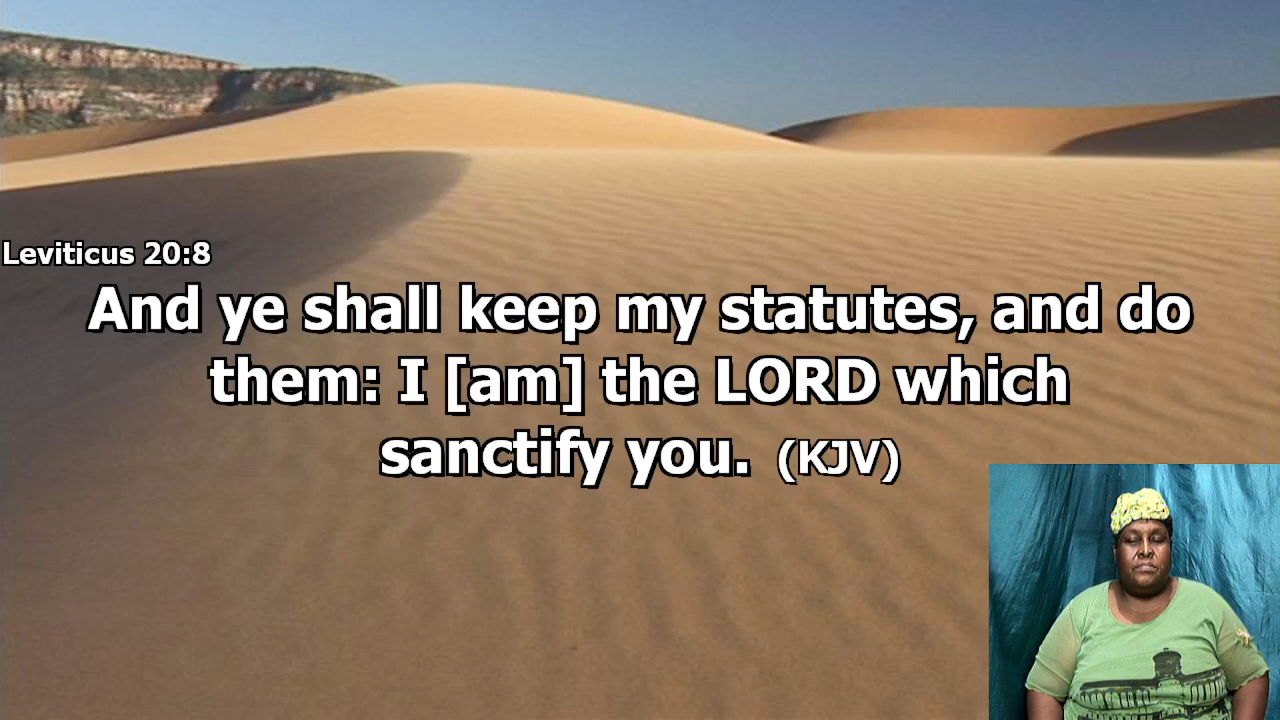 Leviticus 20:8
And ye shall keep my statutes, and do
them: I [am] the LORD which
sanctify you. (KJV)